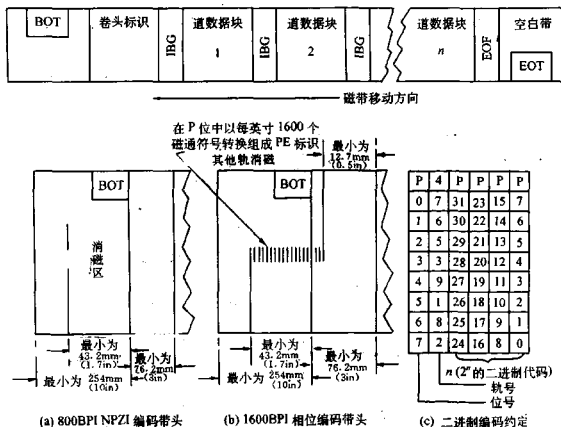 BOT
卷头标识
IBG
道数据块
1
IBG
道数据块
2
IBG
道数据块
n
EOF
空白带
EOT
磁带移动方向
在 P 位中以每英寸 1600 个
磁通符号转换组成 PE 标识
其他轨消磁
最小为
12.7mm
(0.5in)
BOT
消磁区
最小为
43.2mm
(1.7in)
最小为
76.2mm
(3in)
最小为 254mm
(10in)
(a) 800BPI NPZI 编码带头
BOT
最小为
43.2mm
(1.7in)
最小为
76.2mm
(3in)
最小为 254mm
(10in)
(b) 1600BPI 相位编码带头
P 4 P P P P
0 7 31 23 15 7
1 6 30 22 14 6
2 5 29 21 13 5
3 3 28 20 12 4
4 9 27 19 11 3
5 1 26 18 10 2
6 8 25 17 9 1
7 2 24 16 8 0
n (2ⁿ的二进制代码)
轨号
位号
(c) 二进制编码约定